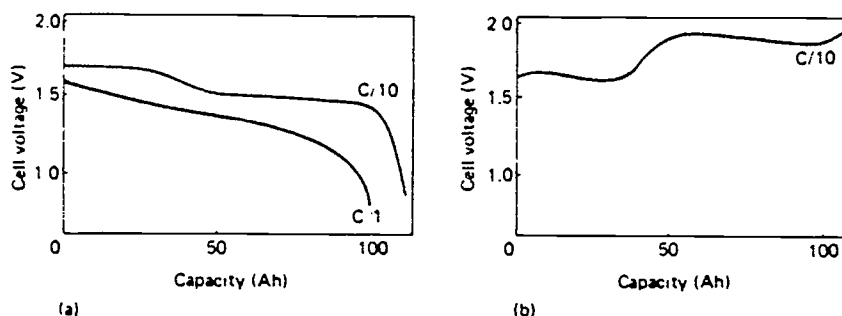 Cell voltage (V)
2.0
1.5
1.0
0
50
100
C/10
C/1
Capacity (Ah)
(a)
Cell voltage (V)
2.0
1.5
1.0
0
50
100
C/10
Capacity (Ah)
(b)